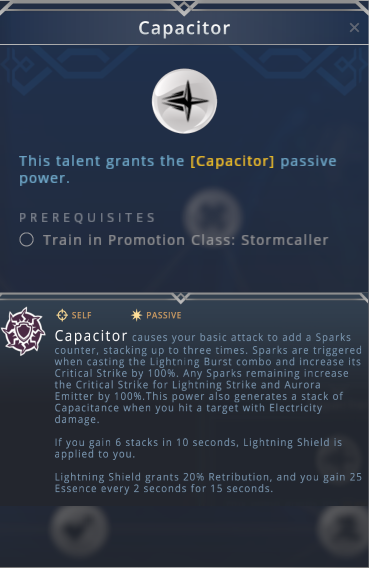 Capacitor
This talent grants the [Capacitor] passive
power.
PREREQUISITES
Train in Promotion Class: Stormcaller
SELF PASSIVE
Capacitor causes your basic attack to add a Sparks
counter, stacking up to three times. Sparks are triggered
when casting the Lightning Burst combo and increase its
Critical Strike by 100%. Any Sparks remaining increase
the Critical Strike for Lightning Strike and Aurora
Emitter by 100%.This power also generates a stack of
Capacitance when you hit a target with Electricity
damage.
If you gain 6 stacks in 10 seconds, Lightning Shield is
applied to you.
Lightning Shield grants 20% Retribution, and you gain 25
Essence every 2 seconds for 15 seconds.